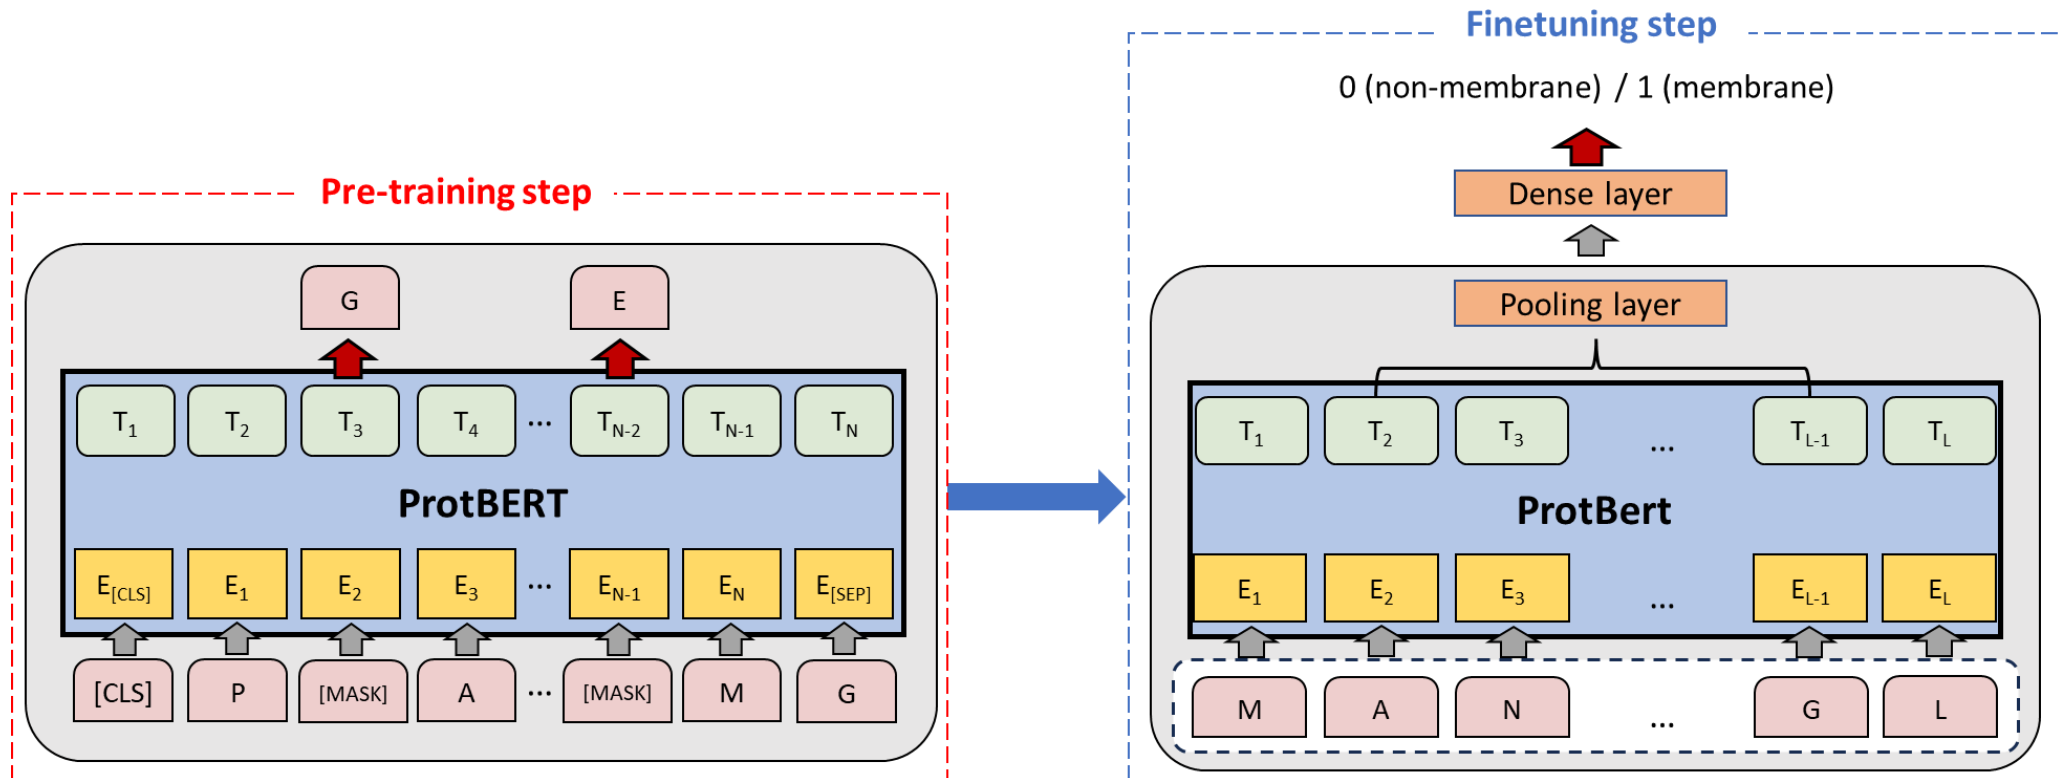 Pre-training step
G E
T1 T2 T3 T4 ... TN-2 TN-1 TN
ProtBERT
E[CLS] E1 E2 E3 ... EN-1 EN E[SEP]
[CLS] P [MASK] A ... [MASK] M G
Finetuning step
0 (non-membrane) / 1 (membrane)
Dense layer
Pooling layer
T1 T2 T3 ... TL-1 TL
ProtBert
E1 E2 E3 ... EL-1 EL
M A N ... G L